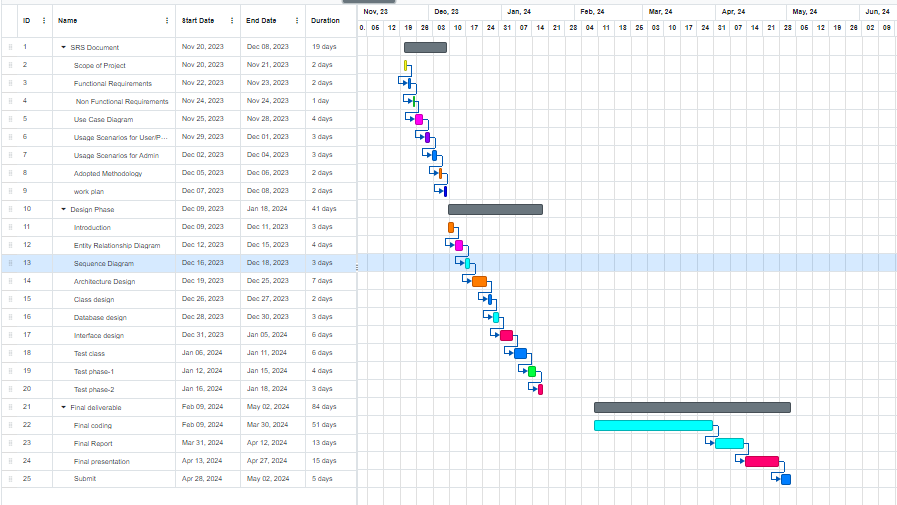 Nov, 23 Dec, 23 Jan, 24 Feb, 24 Mar, 24 Apr, 24 May, 24 Jun, 24
ID Name Start Date End Date Duration
0. 05 12 19 26 03 10 17 24 31 07 14 21 28 04 11 18 25 03 10 17 24 31 07 14 21 28 05 12 19 26 02 09
1 SRS Document Nov 20, 2023 Dec 08, 2023 19 days
2 Scope of Project Nov 20, 2023 Nov 21, 2023 2 days
3 Functional Requirements Nov 22, 2023 Nov 23, 2023 2 days
4 Non Functional Requirements Nov 24, 2023 Nov 24, 2023 1 day
5 Use Case Diagram Nov 25, 2023 Nov 28, 2023 4 days
6 Usage Scenarios for User/P... Nov 29, 2023 Dec 01, 2023 3 days
7 Usage Scenarios for Admin Dec 02, 2023 Dec 04, 2023 3 days
8 Adopted Methodology Dec 05, 2023 Dec 06, 2023 2 days
9 work plan Dec 07, 2023 Dec 08, 2023 2 days
10 Design Phase Dec 09, 2023 Jan 18, 2024 41 days
11 Introduction Dec 09, 2023 Dec 11, 2023 3 days
12 Entity Relationship Diagram Dec 12, 2023 Dec 15, 2023 4 days
13 Sequence Diagram Dec 16, 2023 Dec 18, 2023 3 days
14 Architecture Design Dec 19, 2023 Dec 25, 2023 7 days
15 Class design Dec 26, 2023 Dec 27, 2023 2 days
16 Database design Dec 28, 2023 Dec 30, 2023 3 days
17 Interface design Dec 31, 2023 Jan 05, 2024 6 days
18 Test class Jan 06, 2024 Jan 11, 2024 6 days
19 Test phase-1 Jan 12, 2024 Jan 15, 2024 4 days
20 Test phase-2 Jan 16, 2024 Jan 18, 2024 3 days
21 Final deliverable Feb 09, 2024 May 02, 2024 84 days
22 Final coding Feb 09, 2024 Mar 30, 2024 51 days
23 Final Report Mar 31, 2024 Apr 12, 2024 13 days
24 Final presentation Apr 13, 2024 Apr 27, 2024 15 days
25 Submit Apr 28, 2024 May 02, 2024 5 days